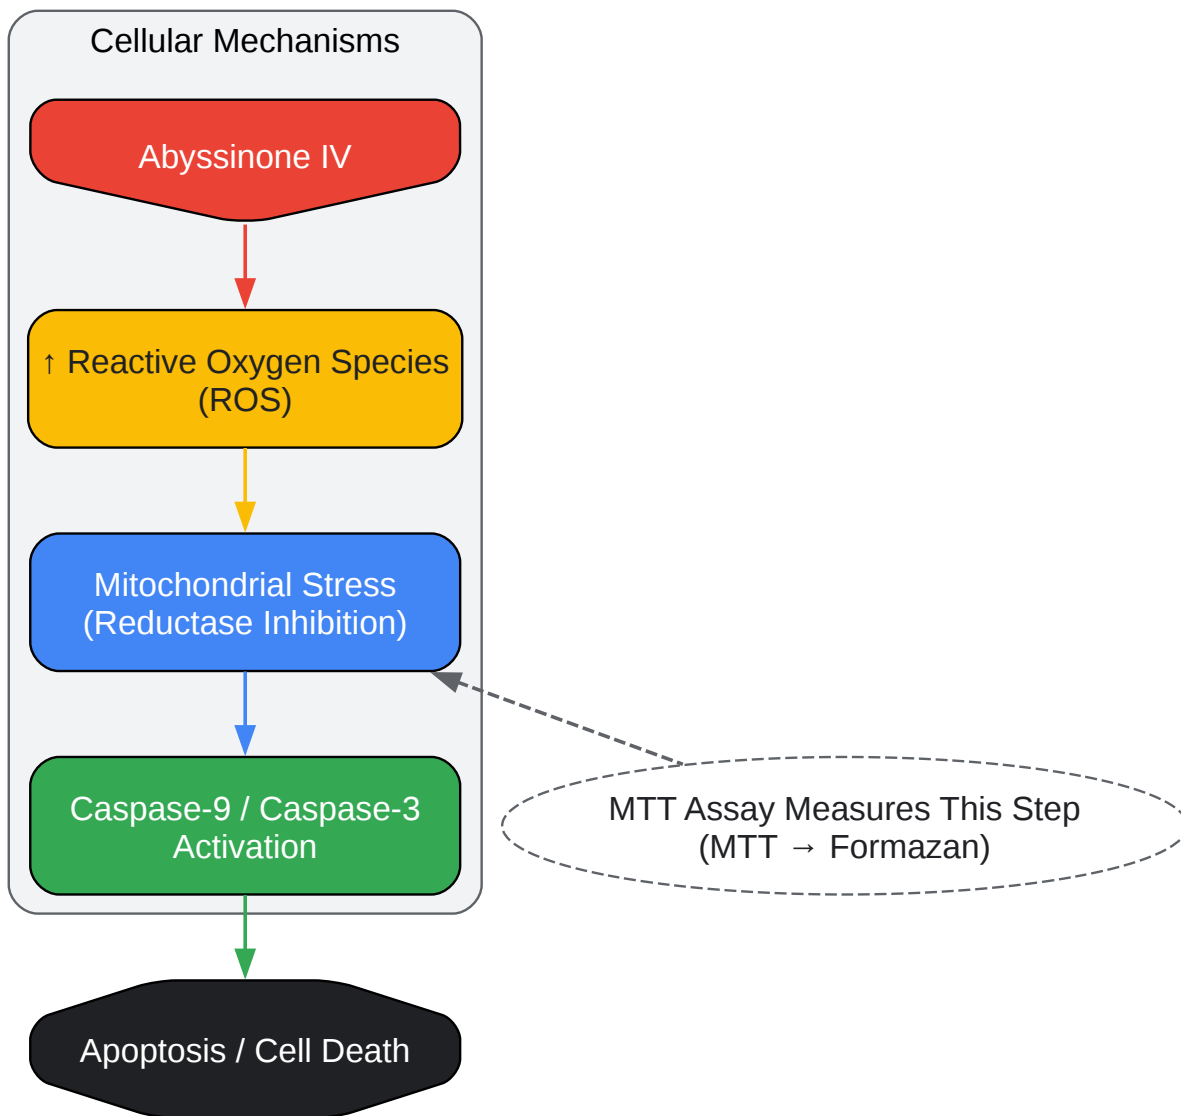 Cellular Mechanisms
Abyssinone IV
↑ Reactive Oxygen Species
(ROS)
Mitochondrial Stress
(Reductase Inhibition)
Caspase-9 / Caspase-3
Activation
MTT Assay Measures This Step
(MTT → Formazan)
Apoptosis / Cell Death